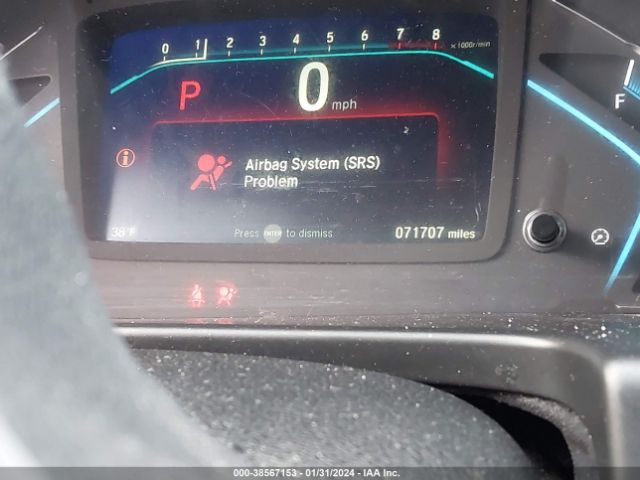 0 1 2 3 4 5 6 7 8 x1000r/min
P 0 mph
F
i
Airbag System (SRS)
Problem
38°F Press ENTER to dismiss 071707 miles
000-38567153 - 01/31/2024 - IAA Inc.